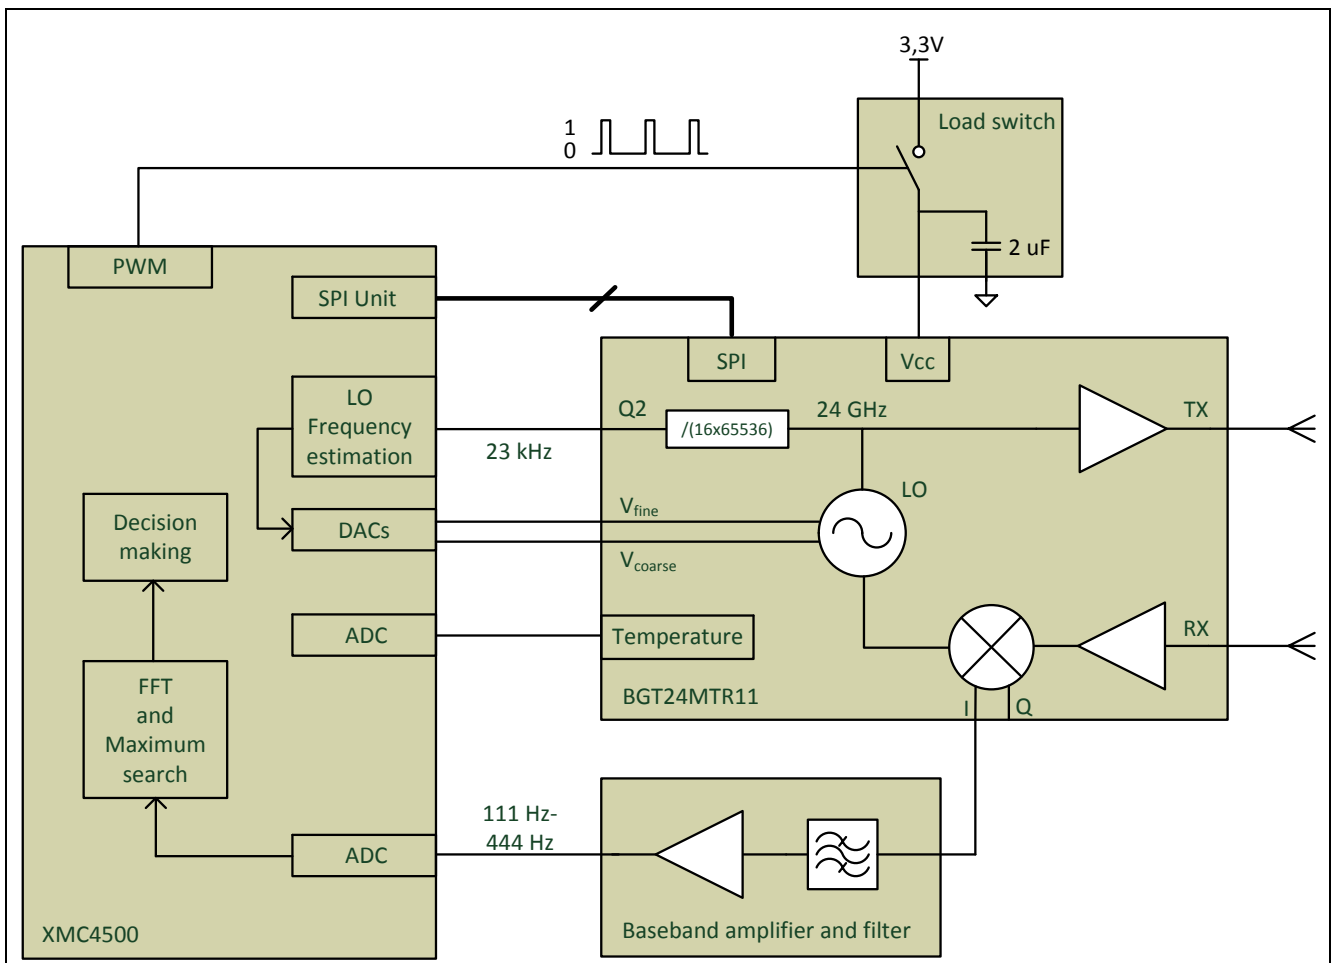 3,3V
Load switch
1
0
2 uF
PWM
SPI Unit
SPI
Vcc
LO
Frequency
estimation
Q2
/(16x65536)
24 GHz
TX
23 kHz
LO
Decision
making
DACs
Vfine
Vcoarse
ADC
Temperature
RX
BGT24MTR11
I
Q
FFT
and
Maximum
search
111 Hz-
444 Hz
ADC
XMC4500
Baseband amplifier and filter